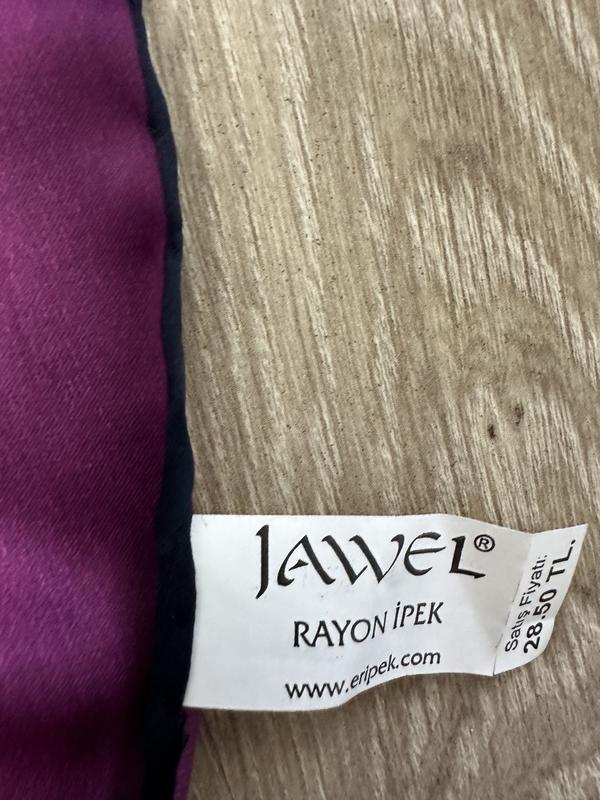 JAWEL®
RAYON İPEK
www.eripek.com
Satış Fiyatı:
28.50 TL.